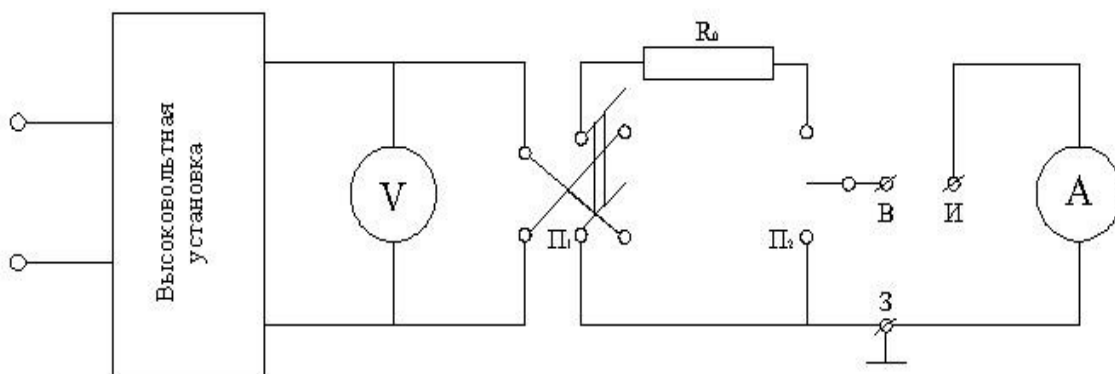 Высоковольтная
установка
V
R₀
П₁
П₂
В
И
З
А